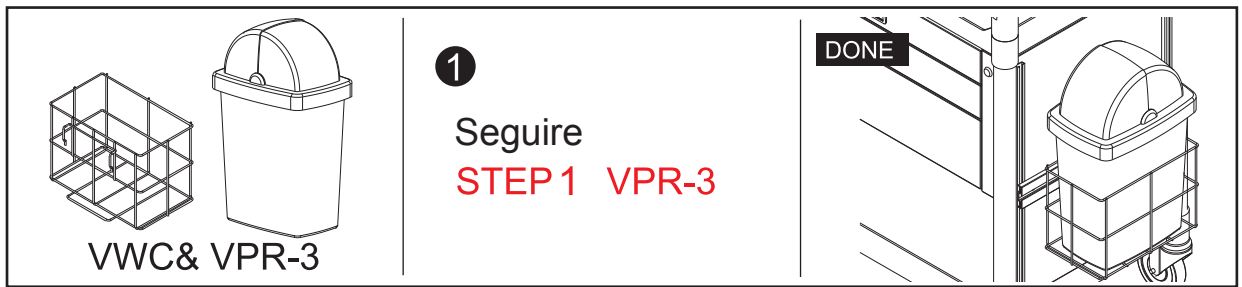 VWC& VPR-3
1
Seguire
STEP 1 VPR-3
DONE